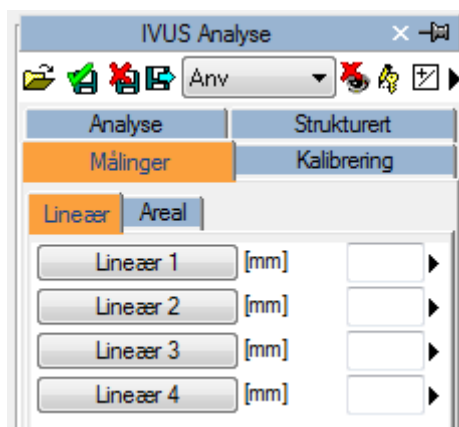 IVUS Analyse
Anv
Analyse Strukturert
Målinger Kalibrering
Lineær Areal
Lineær 1 [mm]
Lineær 2 [mm]
Lineær 3 [mm]
Lineær 4 [mm]